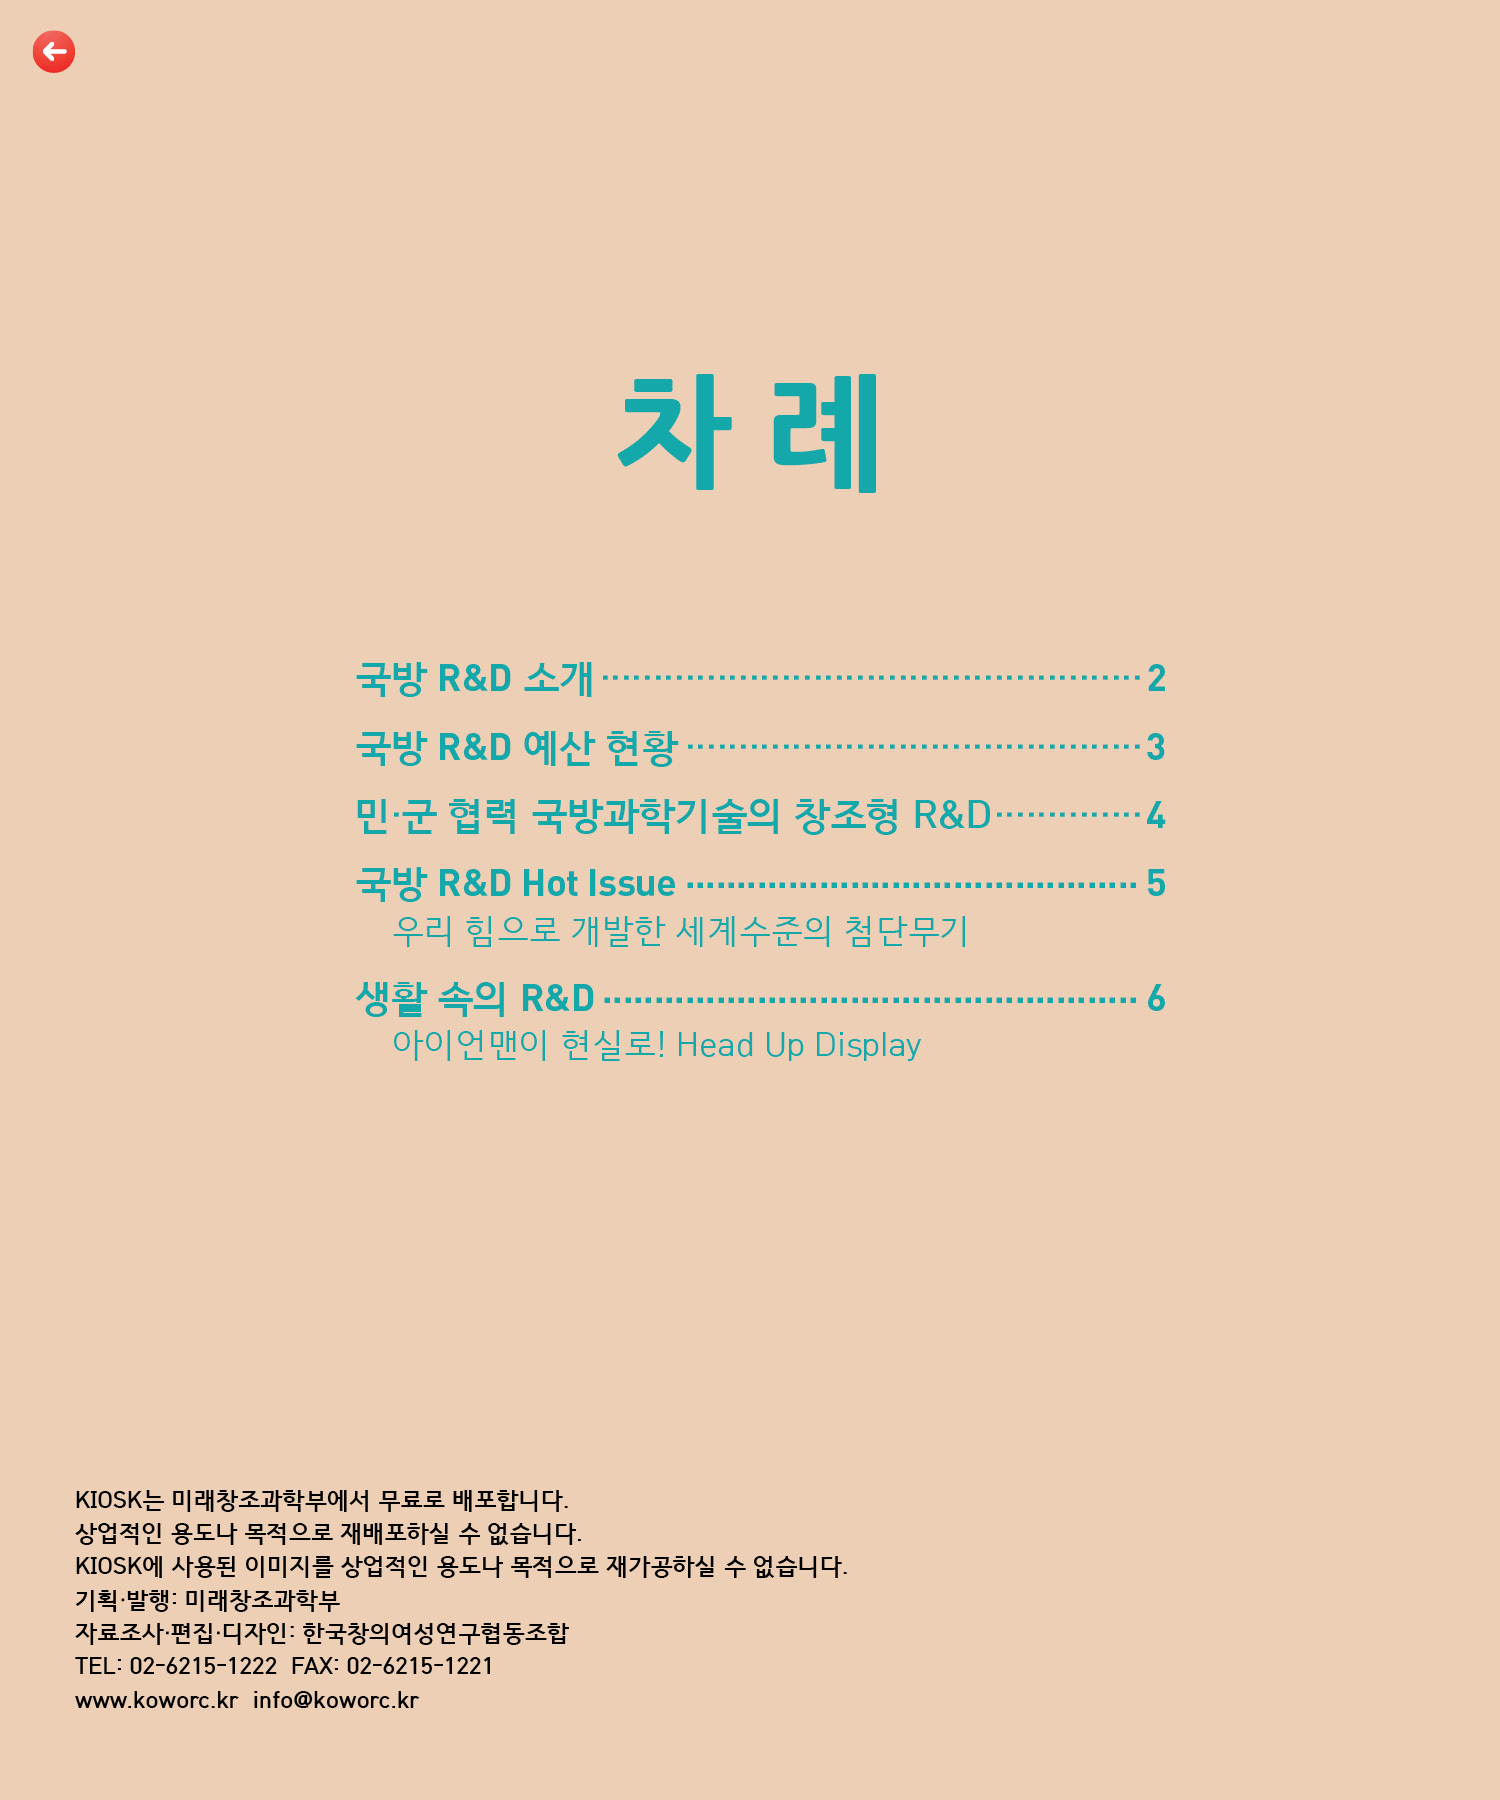 차 례
국방 R&D 소개 ······ 2
국방 R&D 예산 현황 ······ 3
민·군 협력 국방과학기술의 창조형 R&D ······ 4
국방 R&D Hot Issue ······ 5
우리 힘으로 개발한 세계수준의 첨단무기
생활 속의 R&D ······ 6
아이언맨이 현실로! Head Up Display
KIOSK는 미래창조과학부에서 무료로 배포합니다.
상업적인 용도나 목적으로 재배포하실 수 없습니다.
KIOSK에 사용된 이미지를 상업적인 용도나 목적으로 재가공하실 수 없습니다.
기획·발행: 미래창조과학부
자료조사·편집·디자인: 한국창의여성연구협동조합
TEL: 02-6215-1222 FAX: 02-6215-1221
www.koworc.kr info@koworc.kr